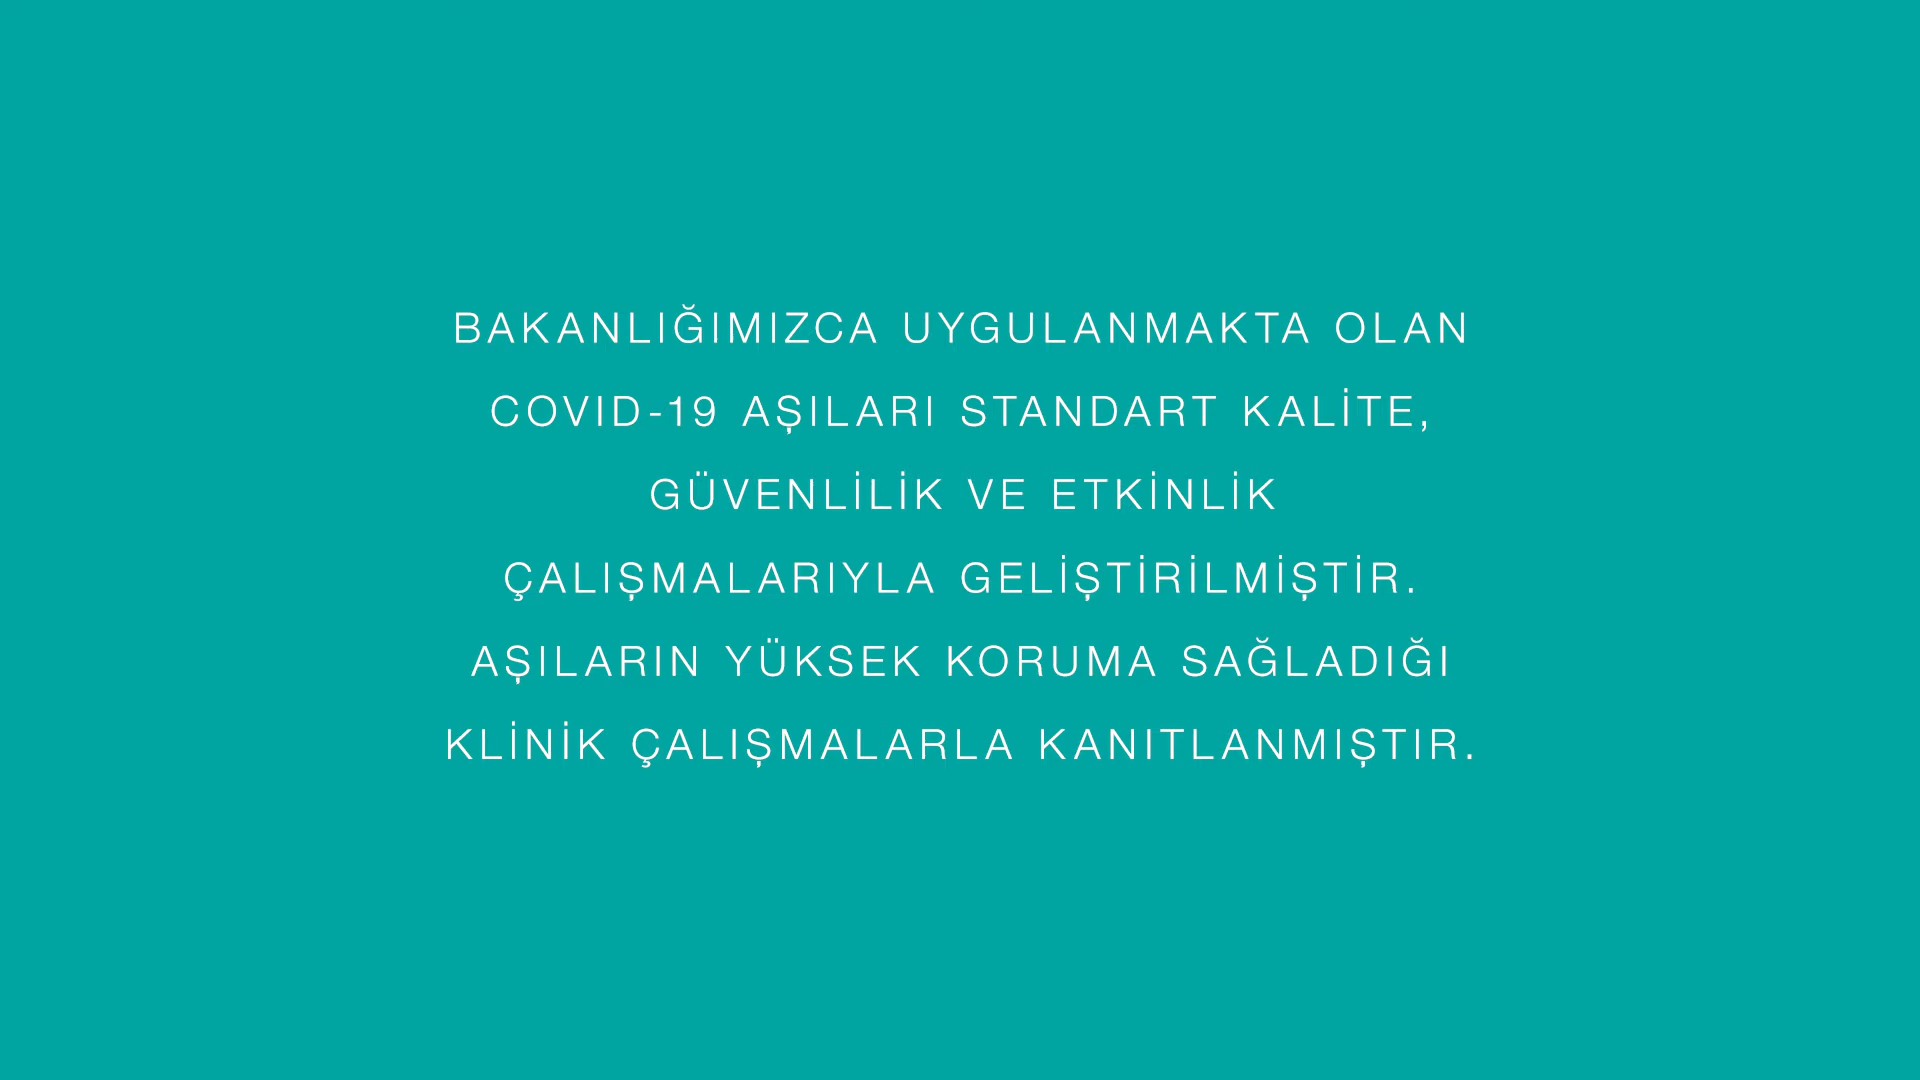 BAKANLIĞIMIZCA UYGULANMAKTA OLAN
COVID-19 AŞILARI STANDART KALİTE,
GÜVENLİLİK VE ETKİNLİK
ÇALIŞMALARIYLA GELİŞTİRİLMİŞTİR.
AŞILARIN YÜKSEK KORUMA SAĞLADIĞI
KLİNİK ÇALIŞMALARLA KANITLANMIŞTIR.